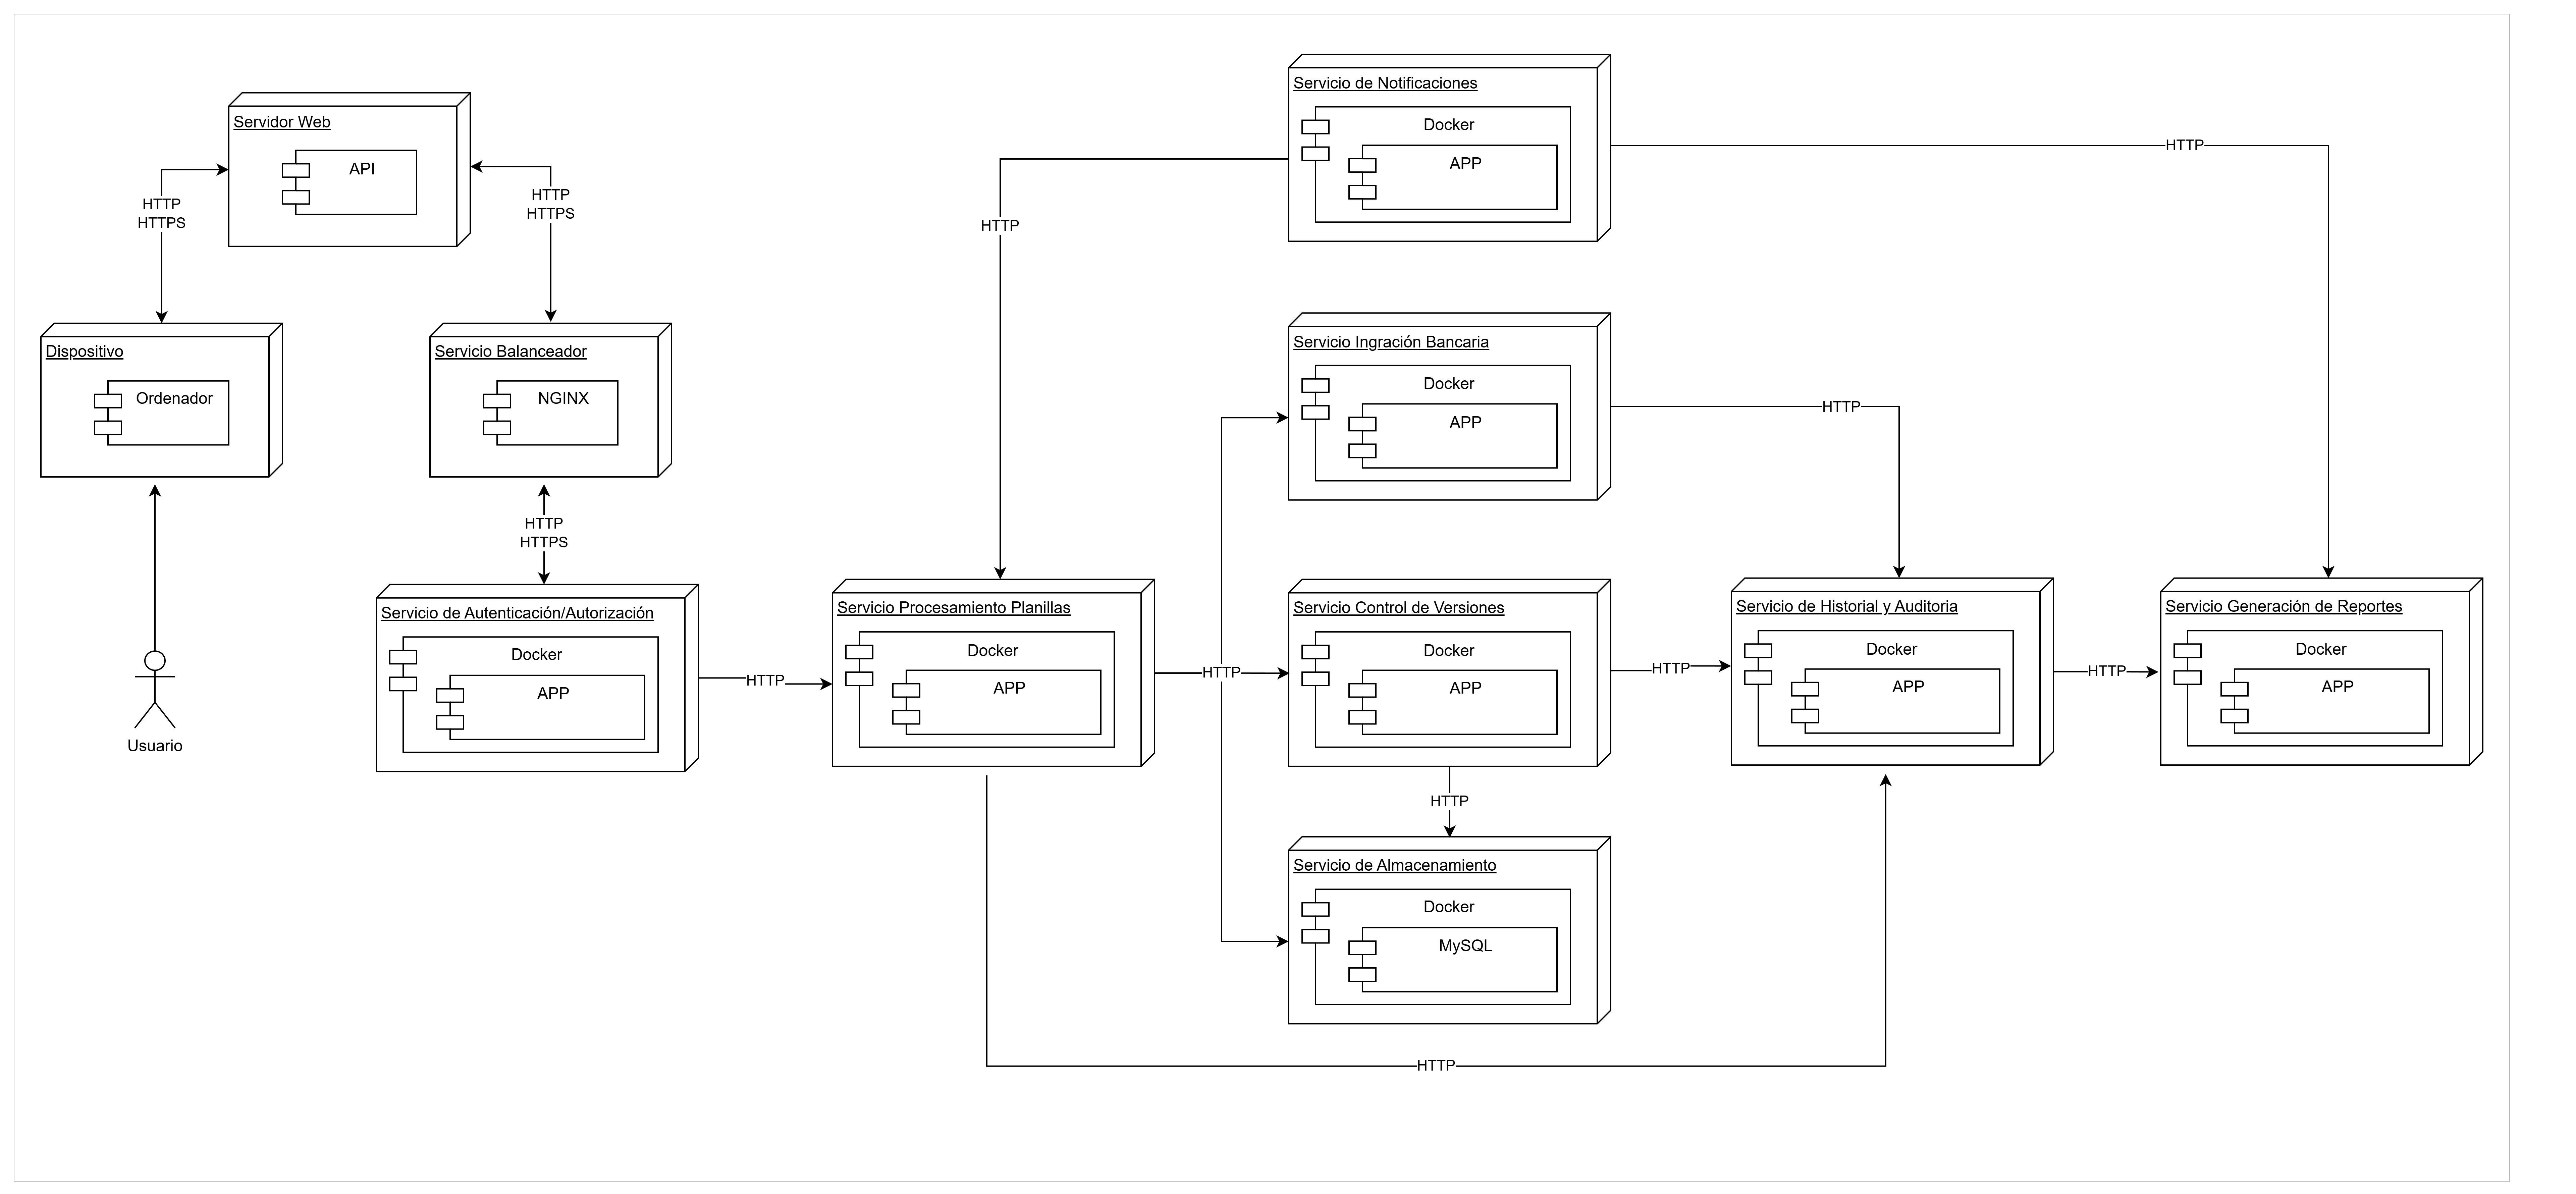 Servicio de Notificaciones
Docker
APP
HTTP
HTTP
Servidor Web
API
HTTP
HTTPS
HTTP
HTTPS
Dispositivo
Ordenador
Servicio Balanceador
NGINX
Servicio Ingración Bancaria
Docker
APP
HTTP
HTTP
HTTPS
Usuario
Servicio de Autenticación/Autorización
Docker
APP
HTTP
Servicio Procesamiento Planillas
Docker
APP
HTTP
Servicio Control de Versiones
Docker
APP
HTTP
Servicio de Historial y Auditoria
Docker
APP
HTTP
Servicio Generación de Reportes
Docker
APP
HTTP
Servicio de Almacenamiento
Docker
MySQL
HTTP